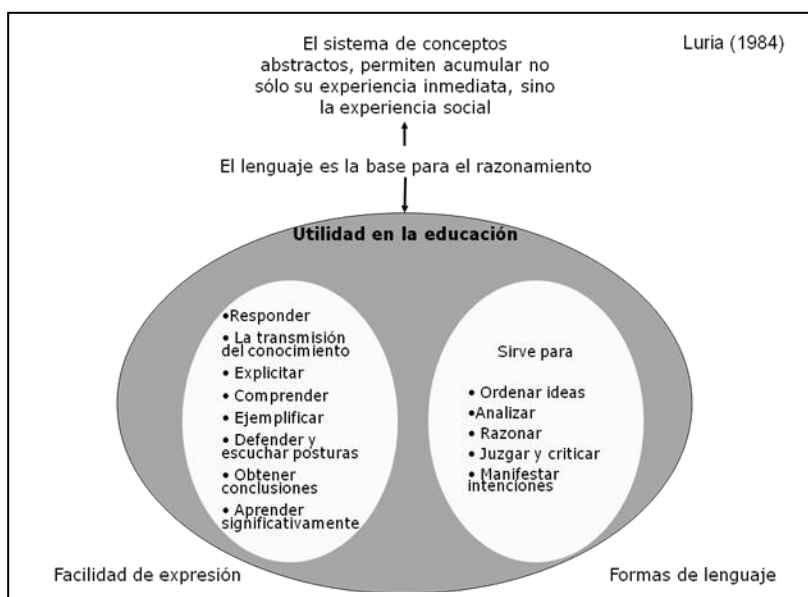 El sistema de conceptos
abstractos, permiten acumular no
sólo su experiencia inmediata, sino
la experiencia social
Luria (1984)
El lenguaje es la base para el razonamiento
Utilidad en la educación
•Responder
• La transmisión
del conocimiento
• Explicitar
• Comprender
• Ejemplificar
• Defender y
escuchar posturas
• Obtener
conclusiones
• Aprender
significativamente
Sirve para
• Ordenar ideas
•Analizar
• Razonar
• Juzgar y criticar
• Manifestar
intenciones
Facilidad de expresión
Formas de lenguaje